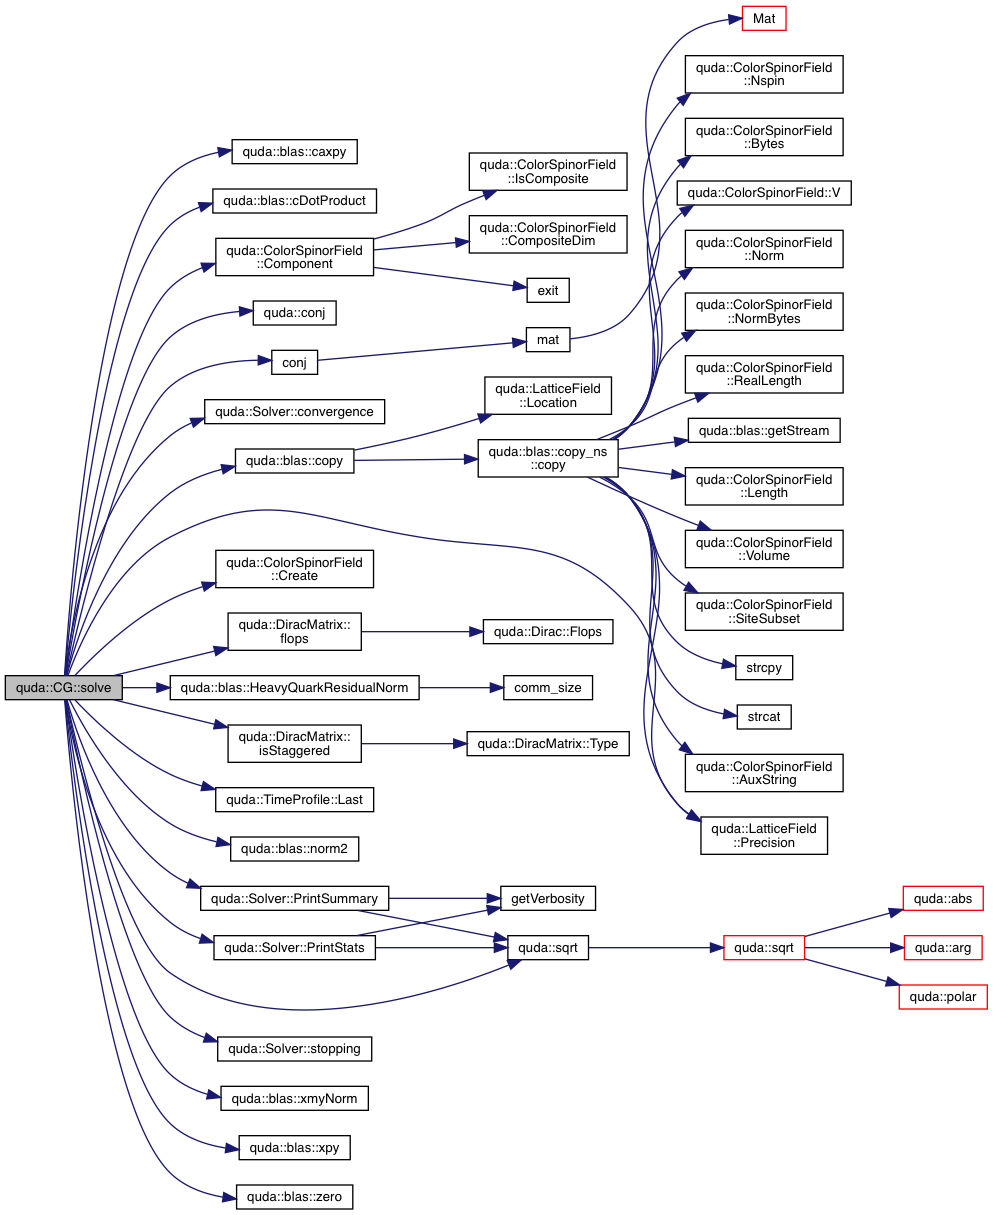 Mat
quda::ColorSpinorField
::Nspin
quda::ColorSpinorField
::Bytes
quda::blas::caxpy
quda::ColorSpinorField
::IsComposite
quda::blas::cDotProduct
quda::ColorSpinorField::V
quda::ColorSpinorField
::Component
quda::ColorSpinorField
::CompositeDim
quda::ColorSpinorField
::Norm
exit
quda::conj
quda::ColorSpinorField
::NormBytes
conj
mat
quda::ColorSpinorField
::RealLength
quda::Solver::convergence
quda::LatticeField
::Location
quda::blas::getStream
quda::blas::copy
quda::blas::copy_ns
::copy
quda::ColorSpinorField
::Length
quda::ColorSpinorField
::Volume
quda::ColorSpinorField
::Create
quda::ColorSpinorField
::SiteSubset
quda::DiracMatrix::
flops
quda::Dirac::Flops
strcpy
quda::CG::solve
quda::blas::HeavyQuarkResidualNorm
comm_size
strcat
quda::DiracMatrix::
isStaggered
quda::DiracMatrix::Type
quda::ColorSpinorField
::AuxString
quda::TimeProfile::Last
quda::LatticeField
::Precision
quda::blas::norm2
quda::Solver::PrintSummary
getVerbosity
quda::abs
quda::Solver::PrintStats
quda::sqrt
quda::sqrt
quda::arg
quda::polar
quda::Solver::stopping
quda::blas::xmyNorm
quda::blas::xpy
quda::blas::zero